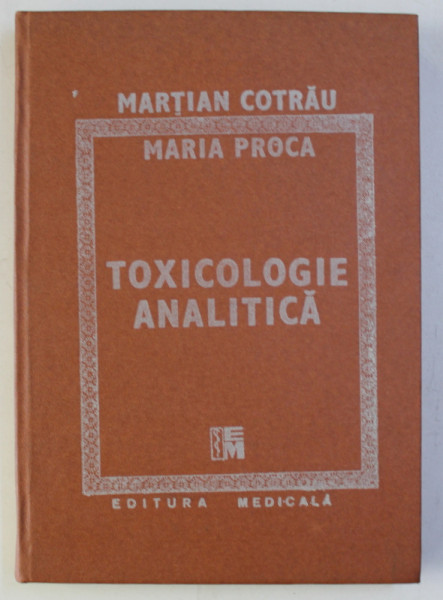 MARȚIAN COTRĂU
MARIA PROCA
TOXICOLOGIE
ANALITICĂ
EM
EDITURA MEDICALĂ